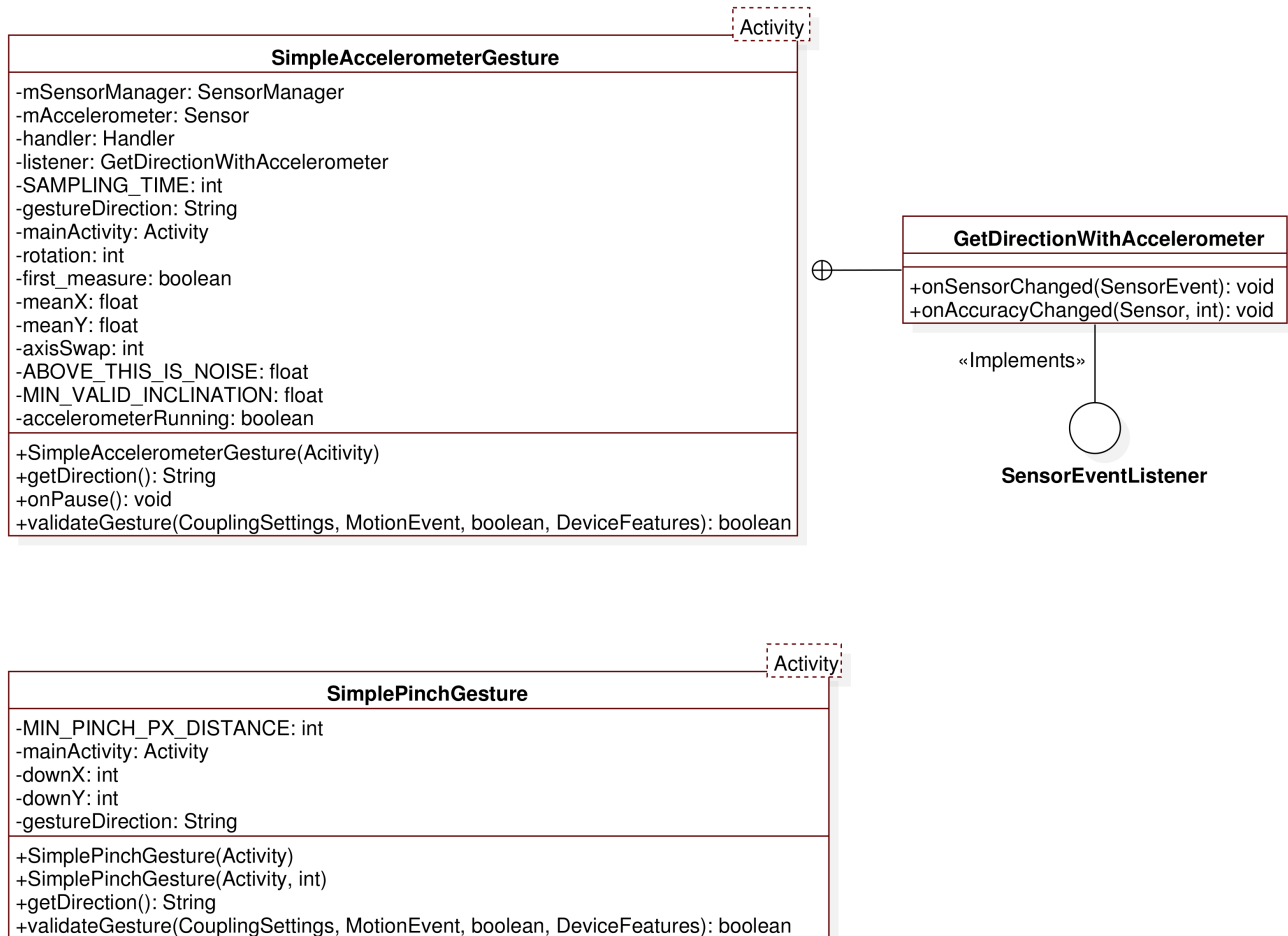 Activity
SimpleAccelerometerGesture
-mSensorManager: SensorManager
-mAccelerometer: Sensor
-handler: Handler
-listener: GetDirectionWithAccelerometer
-SAMPLING_TIME: int
-gestureDirection: String
-mainActivity: Activity
-rotation: int
-first_measure: boolean
-meanX: float
-meanY: float
-axisSwap: int
-ABOVE_THIS_IS_NOISE: float
-MIN_VALID_INCLINATION: float
-accelerometerRunning: boolean
+SimpleAccelerometerGesture(Acitivity)
+getDirection(): String
+onPause(): void
+validateGesture(CouplingSettings, MotionEvent, boolean, DeviceFeatures): boolean
GetDirectionWithAccelerometer
+onSensorChanged(SensorEvent): void
+onAccuracyChanged(Sensor, int): void
«Implements»
SensorEventListener
Activity
SimplePinchGesture
-MIN_PINCH_PX_DISTANCE: int
-mainActivity: Activity
-downX: int
-downY: int
-gestureDirection: String
+SimplePinchGesture(Activity)
+SimplePinchGesture(Activity, int)
+getDirection(): String
+validateGesture(CouplingSettings, MotionEvent, boolean, DeviceFeatures): boolean